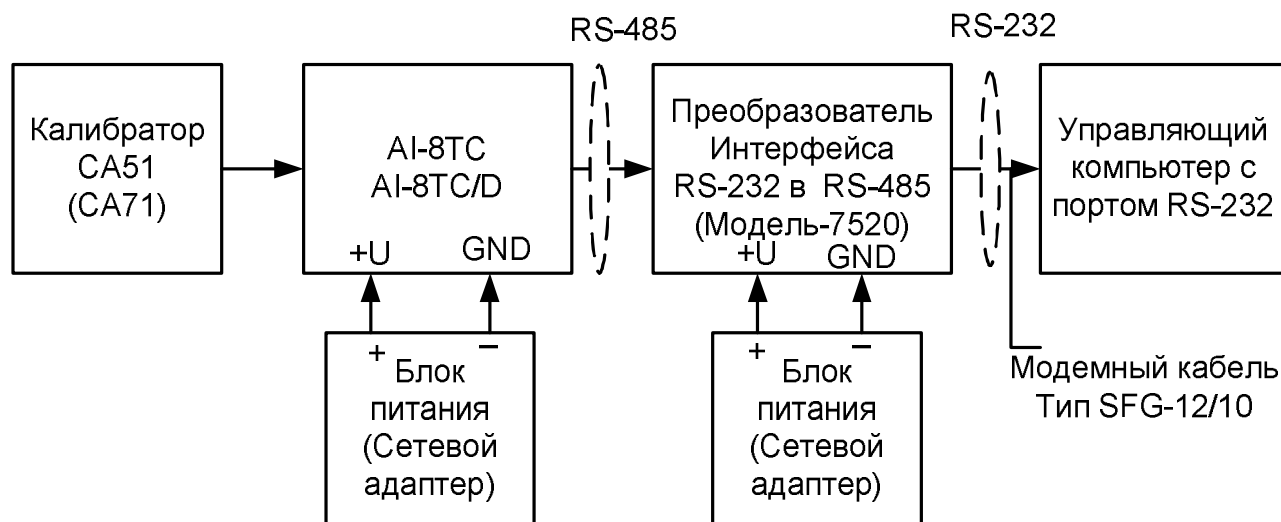 RS-485
RS-232
Калибратор
CA51
(CA71)
AI-8TC
AI-8TC/D
+U
GND
Преобразователь
Интерфейса
RS-232 в RS-485
(Модель-7520)
+U
GND
Управляющий
компьютер с
портом RS-232
+ −
Блок
питания
(Сетевой
адаптер)
+ −
Блок
питания
(Сетевой
адаптер)
Модемный кабель
Тип SFG-12/10